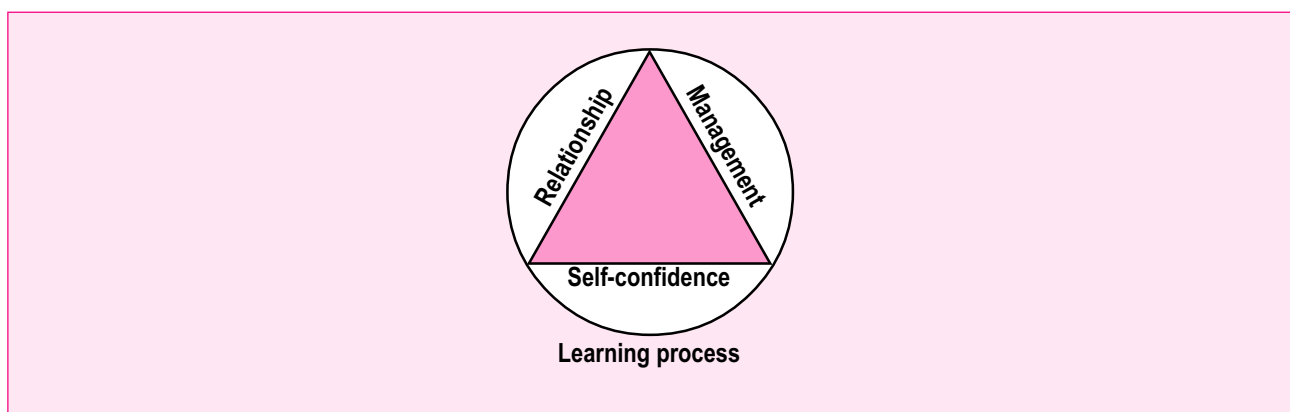 Relationship
Management
Self-confidence
Learning process